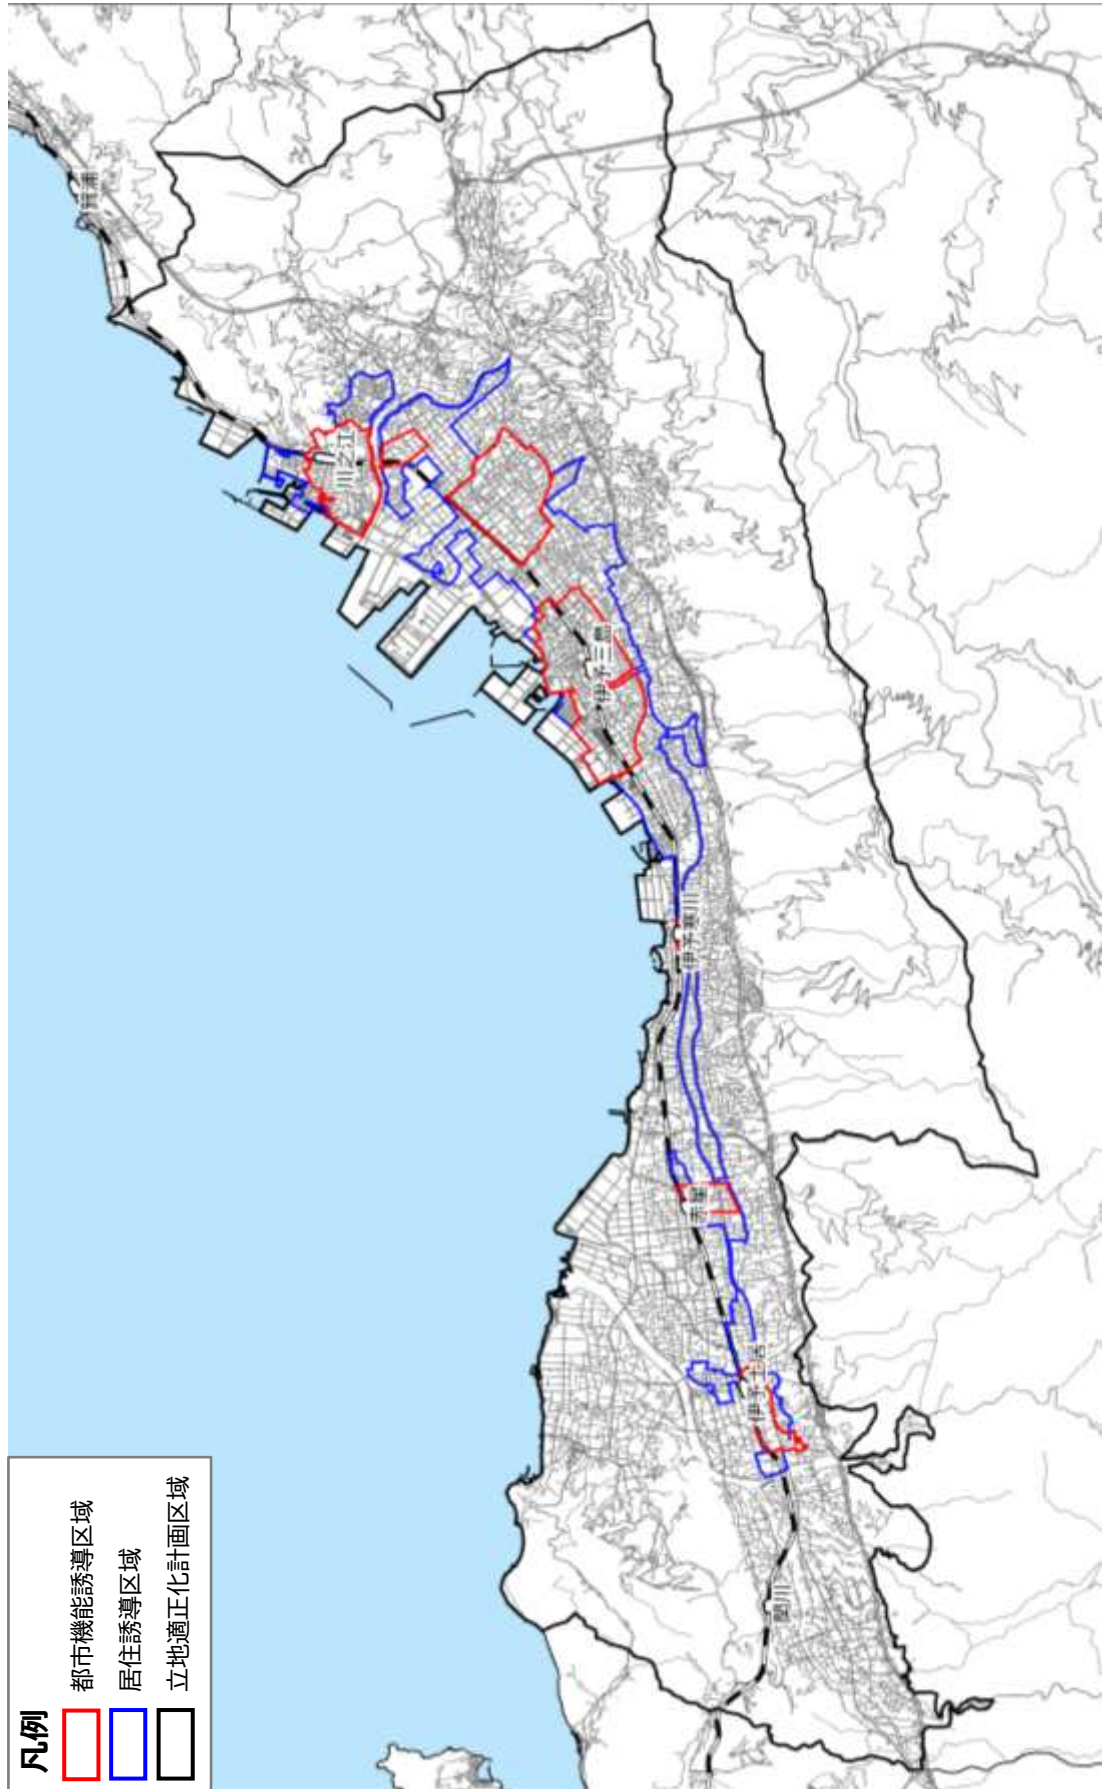 凡例
都市機能誘導区域
居住誘導区域
立地適正化計画区域
箕浦
川之江
伊予三島
伊予寒川
赤星
伊予土居
関川